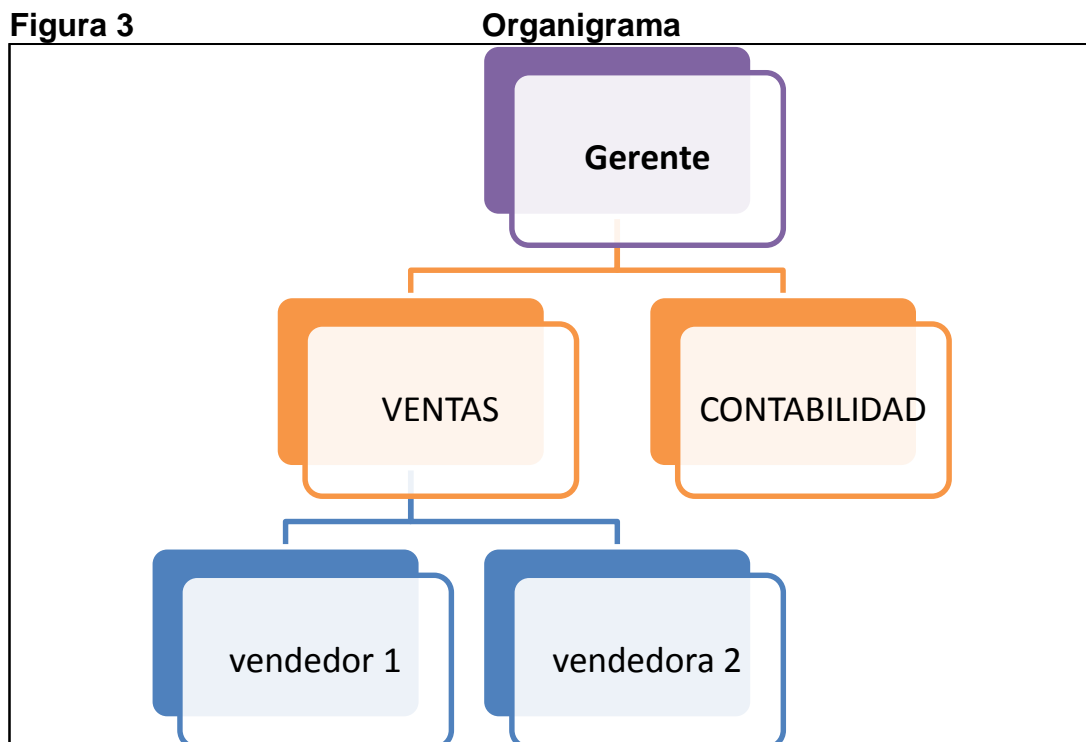 Figura 3 Organigrama
Gerente
VENTAS CONTABILIDAD
vendedor 1 vendedora 2